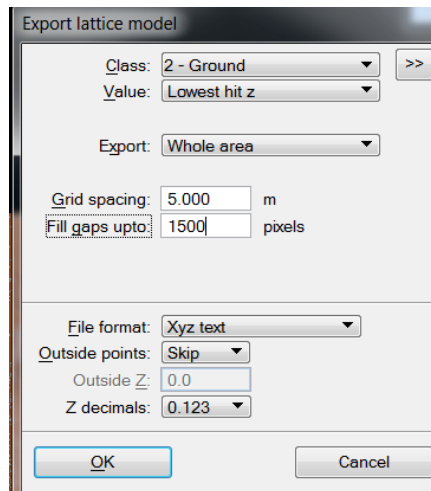 Export lattice model
Class: 2 - Ground >>
Value: Lowest hit z
Export: Whole area
Grid spacing: 5.000 m
Fill gaps upto: 1500 pixels
File format: Xyz text
Outside points: Skip
Outside Z: 0.0
Z decimals: 0.123
OK Cancel